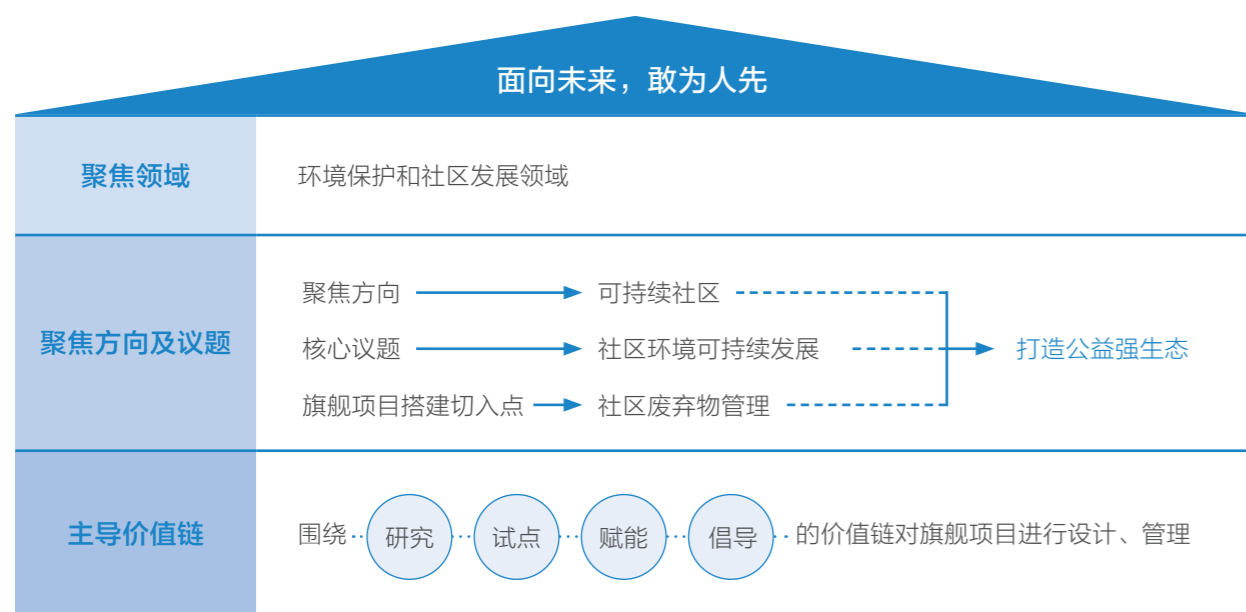 面向未来，敢为人先
聚焦领域
环境保护和社区发展领域
聚焦方向及议题
聚焦方向 可持续社区
核心议题 社区环境可持续发展 打造公益强生态
旗舰项目搭建切入点 社区废弃物管理
主导价值链
围绕 研究 试点 赋能 倡导 的价值链对旗舰项目进行设计、管理